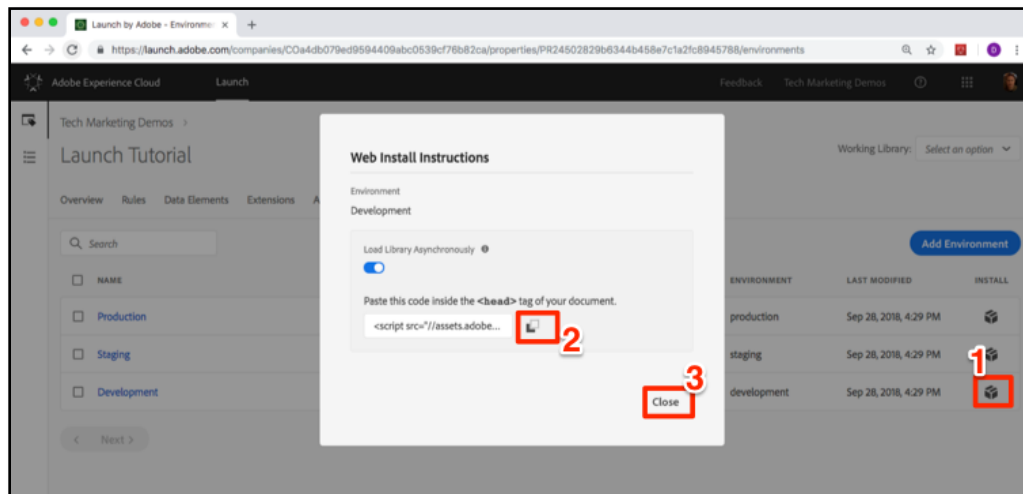 Launch by Adobe - Environme
https://launch.adobe.com/companies/COa4db079ed9594409abc0539cf76b82ca/properties/PR24502829b6344b458e7c1a2fc8945788/environments
D
Adobe Experience Cloud Launch Feedback Tech Marketing Demos
Tech Marketing Demos
Launch Tutorial
Working Library: Select an option
Overview Rules Data Elements Extensions A
Search
Add Environment
NAME ENVIRONMENT LAST MODIFIED INSTALL
Production production Sep 28, 2018, 4:29 PM
Staging staging Sep 28, 2018, 4:29 PM
Development development Sep 28, 2018, 4:29 PM
< Next >
Web Install Instructions
Environment
Development
Load Library Asynchronously
Paste this code inside the <head> tag of your document.
<script src="//assets.adobe...
2
3
Close
1